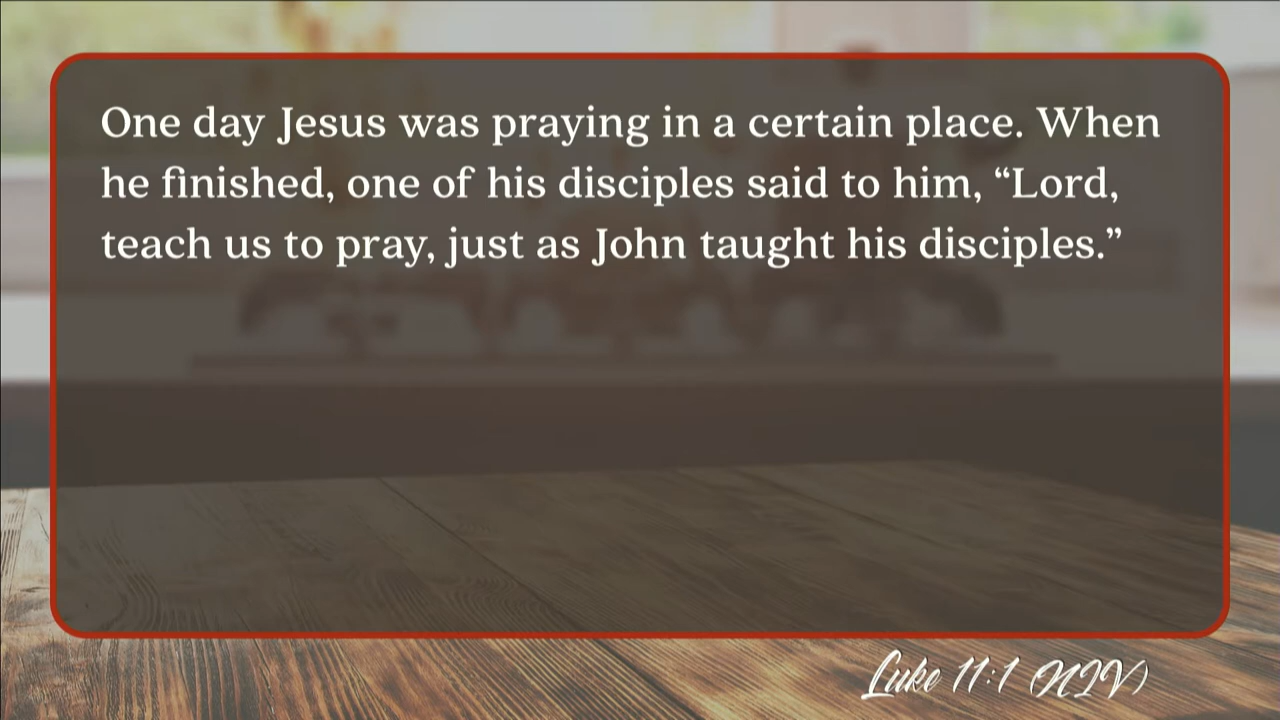 One day Jesus was praying in a certain place. When
he finished, one of his disciples said to him, “Lord,
teach us to pray, just as John taught his disciples.”
Luke 11:1 (NIV)